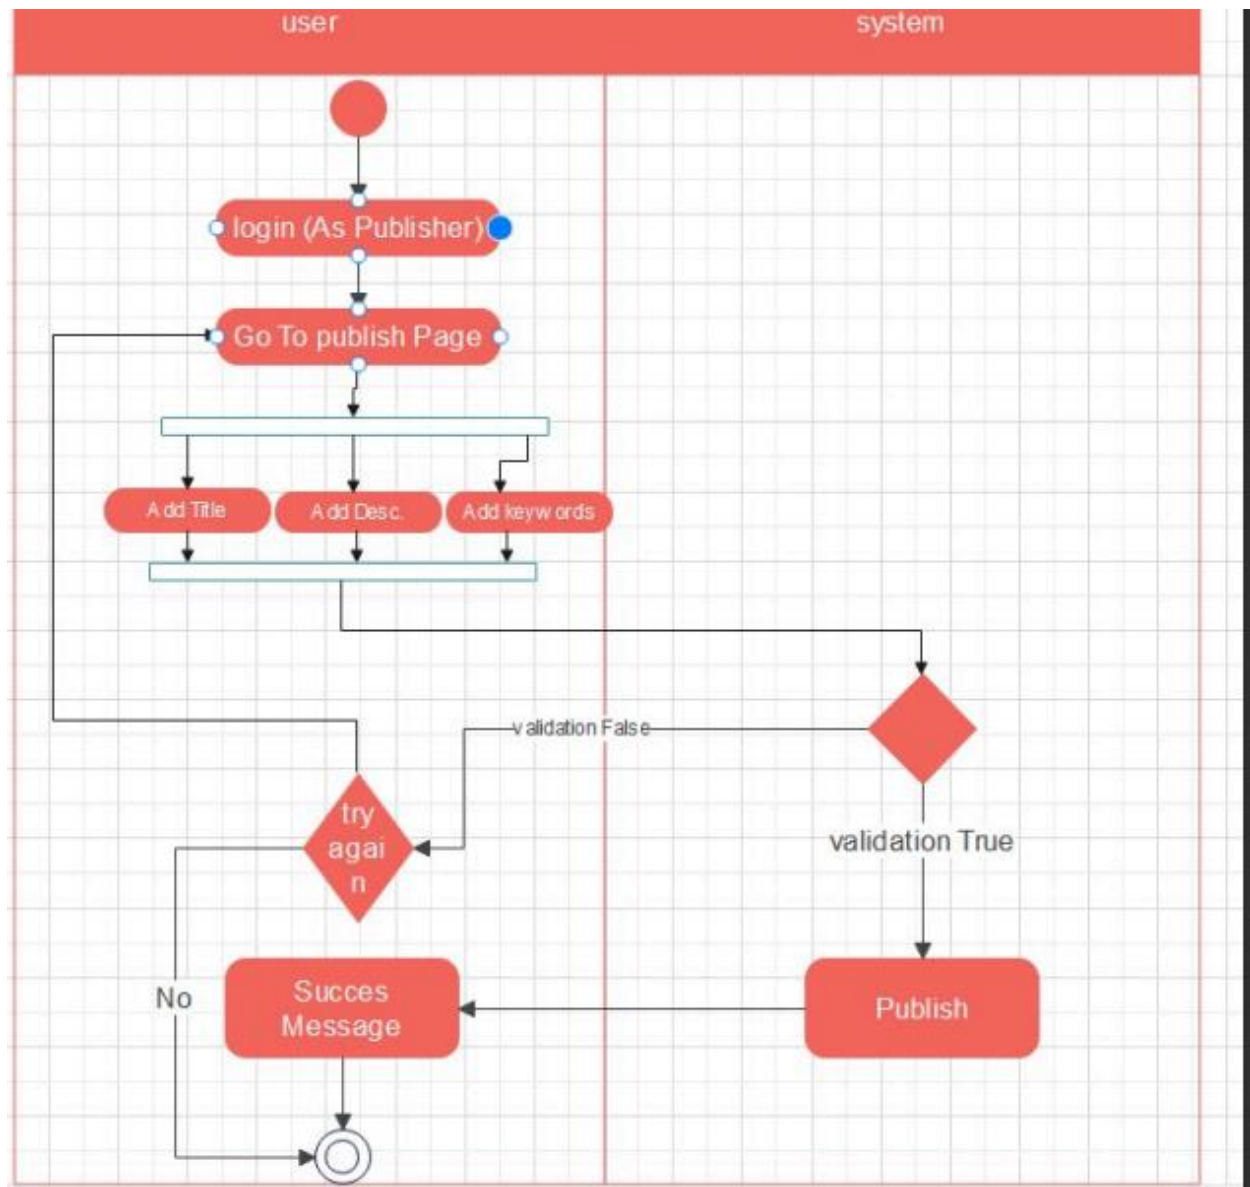 user
system
login (As Publisher)
Go To publish Page
Add Title
Add Desc.
Add keywords
validation False
try
agai
n
validation True
No
Succes
Message
Publish